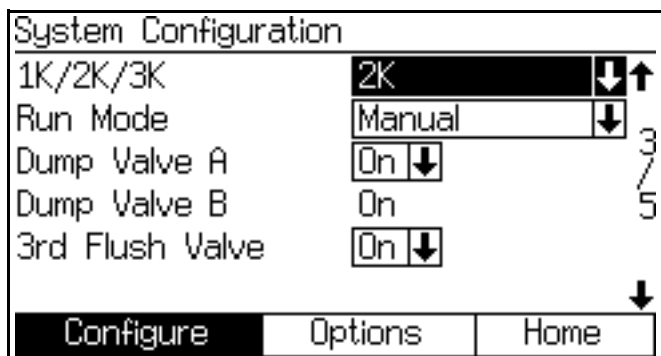 System Configuration
1K/2K/3K 2K
Run Mode Manual
Dump Valve A On
Dump Valve B On
3rd Flush Valve On
3
/
5
Configure Options Home